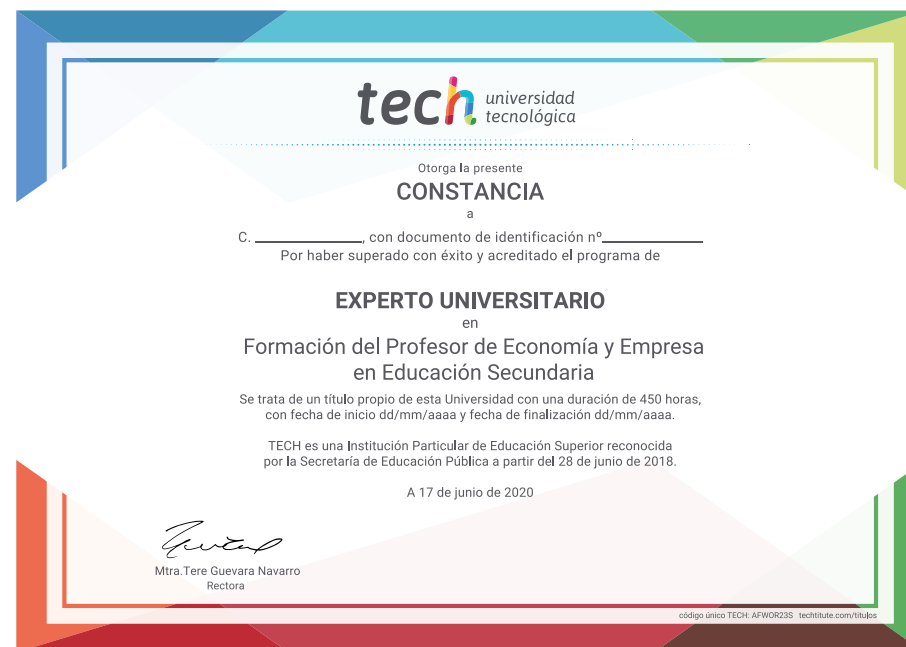 tech universidad
tecnológica
Otorga la presente
CONSTANCIA
a
C. ____________, con documento de identificación nº____________
Por haber superado con éxito y acreditado el programa de
EXPERTO UNIVERSITARIO
en
Formación del Profesor de Economía y Empresa
en Educación Secundaria
Se trata de un título propio de esta Universidad con una duración de 450 horas,
con fecha de inicio dd/mm/aaaa y fecha de finalización dd/mm/aaaa.
TECH es una Institución Particular de Educación Superior reconocida
por la Secretaría de Educación Pública a partir del 28 de junio de 2018.
A 17 de junio de 2020
Mtra.Tere Guevara Navarro
Rectora
código único TECH: AFWOR23S techtitute.com/titulos